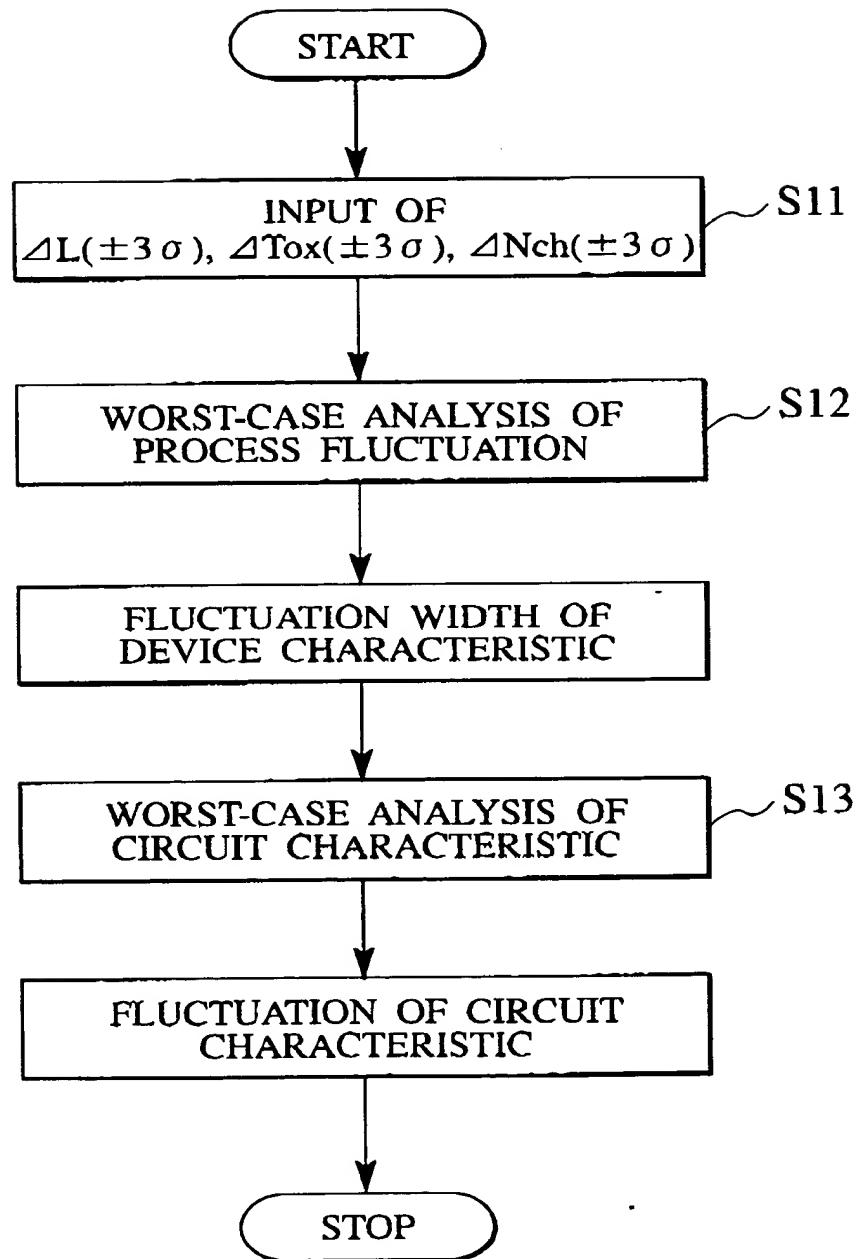 START
INPUT OF
⊿L(±3σ), ⊿Tox(±3σ), ⊿Nch(±3σ)
S11
WORST-CASE ANALYSIS OF
PROCESS FLUCTUATION
S12
FLUCTUATION WIDTH OF
DEVICE CHARACTERISTIC
WORST-CASE ANALYSIS OF
CIRCUIT CHARACTERISTIC
S13
FLUCTUATION OF CIRCUIT
CHARACTERISTIC
STOP